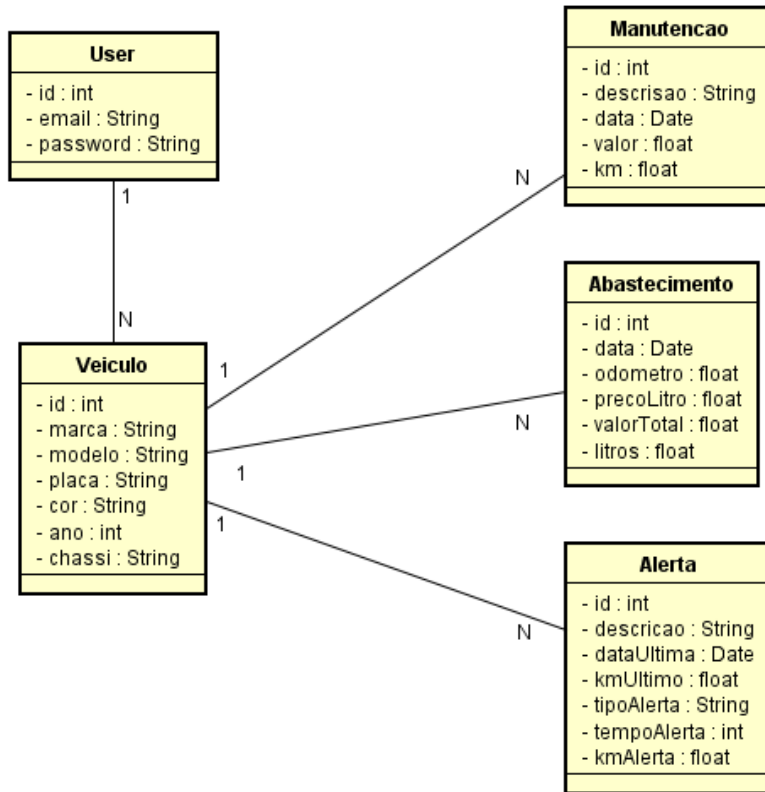 User
- id : int
- email : String
- password : String
1
N
Veiculo
- id : int
- marca : String
- modelo : String
- placa : String
- cor : String
- ano : int
- chassi : String
1
1
1
Manutencao
- id : int
- descrisao : String
- data : Date
- valor : float
- km : float
N
Abastecimento
- id : int
- data : Date
- odometro : float
- precoLitro : float
- valorTotal : float
- litros : float
N
Alerta
- id : int
- descricao : String
- dataUltima : Date
- kmUltimo : float
- tipoAlerta : String
- tempoAlerta : int
- kmAlerta : float
N